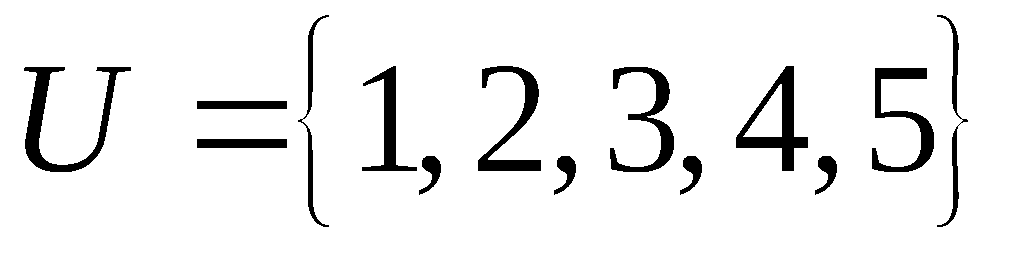 U = {1, 2, 3, 4, 5}